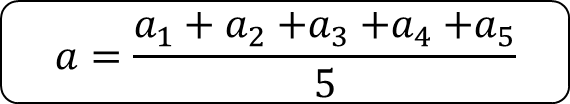 a = (a₁ + a₂ +a₃ +a₄ +a₅) / 5